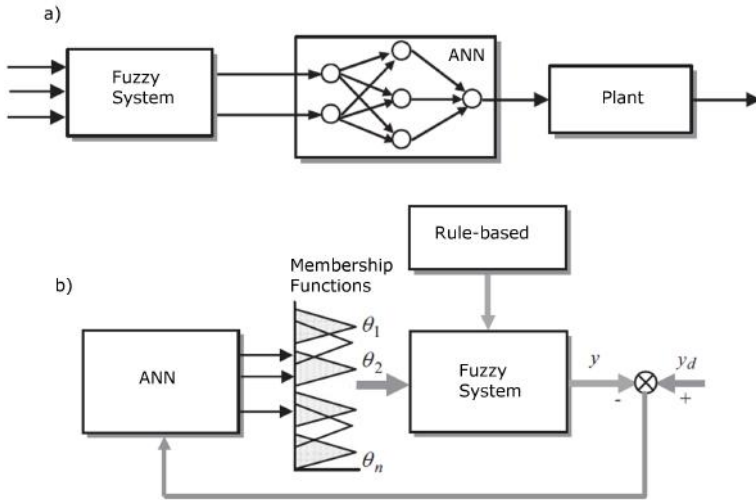 a)
Fuzzy
System
ANN
Plant
b)
Rule-based
Membership
Functions
θ1
θ2
θn
ANN
Fuzzy
System
y
yd
-
+